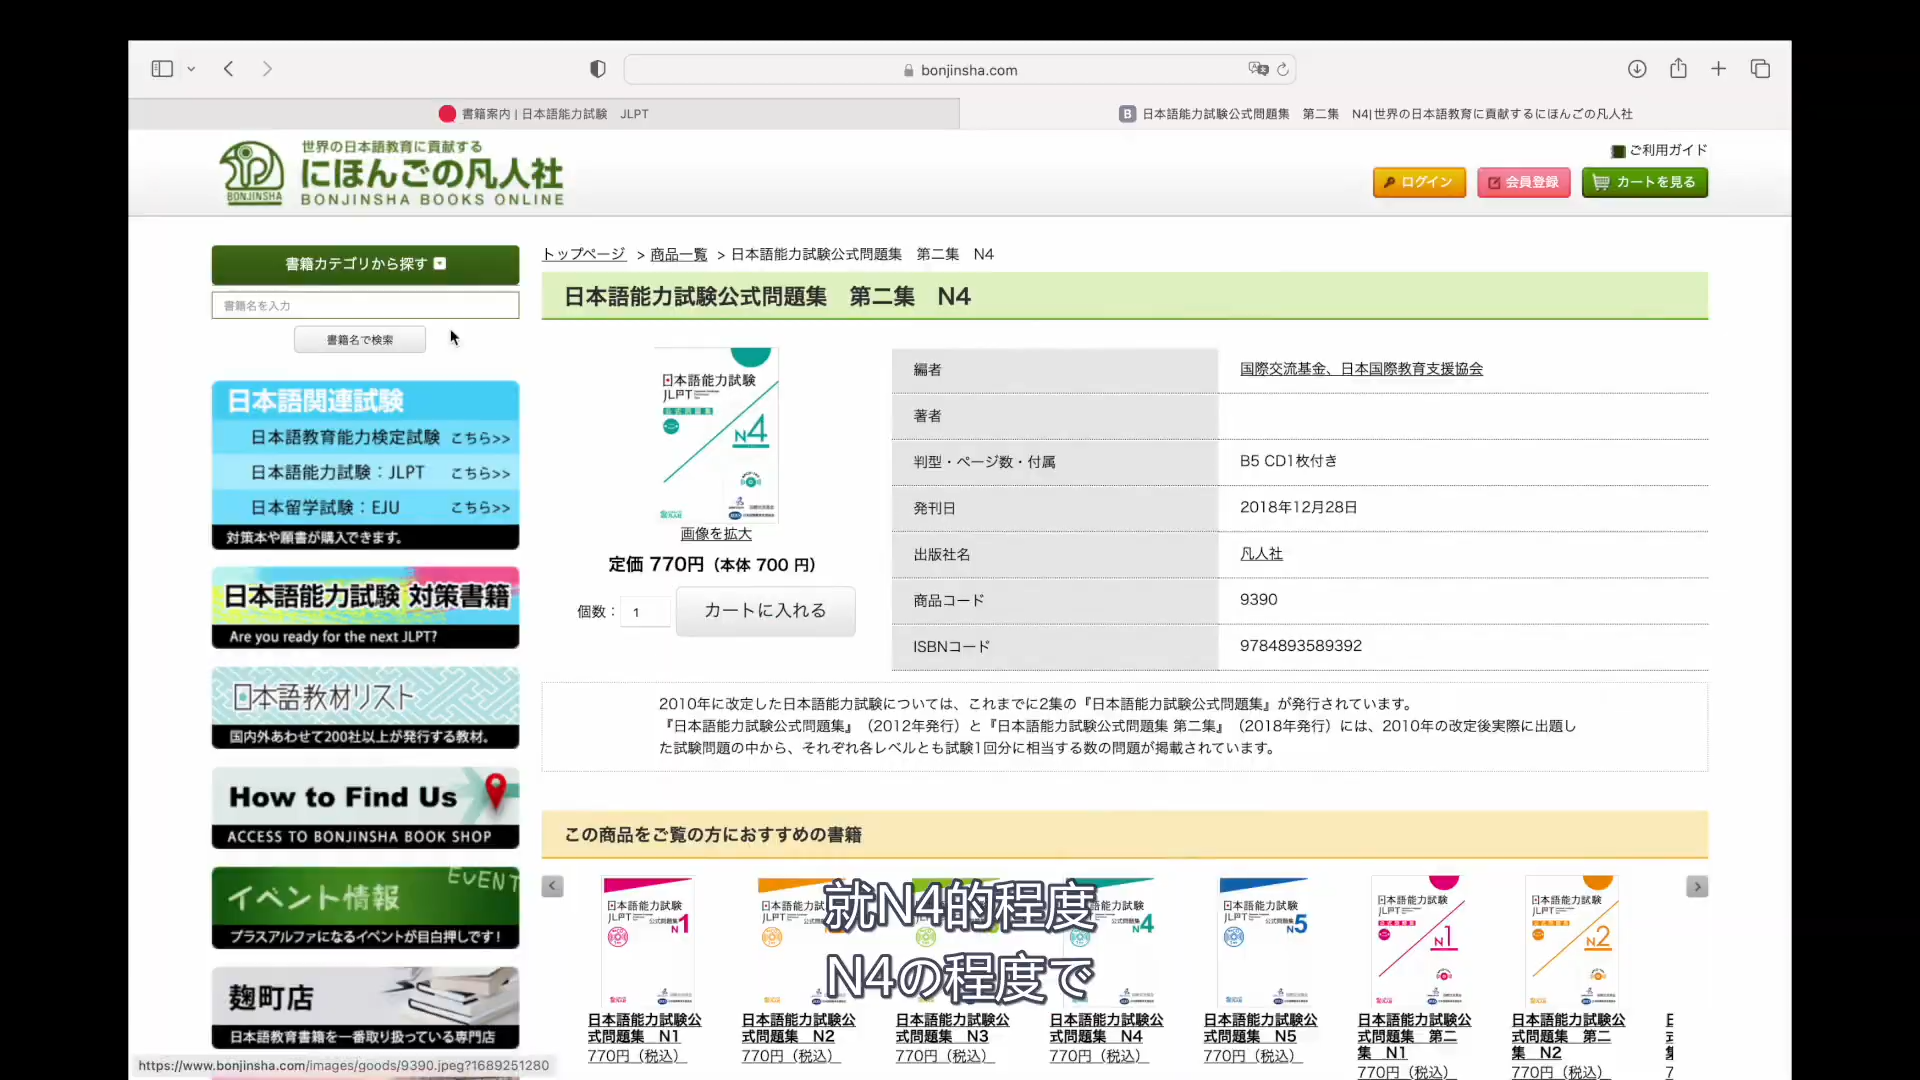 bonjinsha.com
書籍案内 | 日本語能力試験 JLPT
B 日本語能力試験公式問題集 第二集 N4|世界の日本語教育に貢献するにほんごの凡人社
世界の日本語教育に貢献する
にほんごの凡人社
BONJINSHA
BONJINSHA BOOKS ONLINE
ご利用ガイド
ログイン
会員登録
カートを見る
書籍カテゴリから探す
書籍名を入力
書籍名で検索
日本語関連試験
日本語教育能力検定試験 こちら>>
日本語能力試験：JLPT こちら>>
日本留学試験：EJU こちら>>
対策本や願書が購入できます。
日本語能力試験 対策書籍
Are you ready for the next JLPT?
日本語教材リスト
国内外あわせて200社以上が発行する教材。
How to Find Us
ACCESS TO BONJINSHA BOOK SHOP
イベント情報
EVENT
プラスアルファになるイベントが目白押しです！
麹町店
日本語教育書籍を一番取り扱っている専門店
https://www.bonjinsha.com/images/goods/9390.jpeg?1689251280
トップページ > 商品一覧 > 日本語能力試験公式問題集 第二集 N4
日本語能力試験公式問題集 第二集 N4
日本語能力試験
JLPT
公式問題集
N4
画像を拡大
定価 770円（本体 700 円）
個数： 1
カートに入れる
編者 国際交流基金、日本国際教育支援協会
著者
判型・ページ数・付属 B5 CD1枚付き
発刊日 2018年12月28日
出版社名 凡人社
商品コード 9390
ISBNコード 9784893589392
2010年に改定した日本語能力試験については、これまでに2集の『日本語能力試験公式問題集』が発行されています。
『日本語能力試験公式問題集』（2012年発行）と『日本語能力試験公式問題集 第二集』（2018年発行）には、2010年の改定後実際に出題し
た試験問題の中から、それぞれ各レベルとも試験1回分に相当する数の問題が掲載されています。
この商品をご覧の方におすすめの書籍
就N4的程度
N4の程度で
日本語能力試験公
式問題集 N1
770円（税込）
日本語能力試験公
式問題集 N2
770円（税込）
日本語能力試験公
式問題集 N3
770円（税込）
日本語能力試験公
式問題集 N4
770円（税込）
日本語能力試験公
式問題集 N5
770円（税込）
日本語能力試験公
式問題集 第二
集 N1
770円（税込）
日本語能力試験公
式問題集 第二
集 N2
770円（税込）